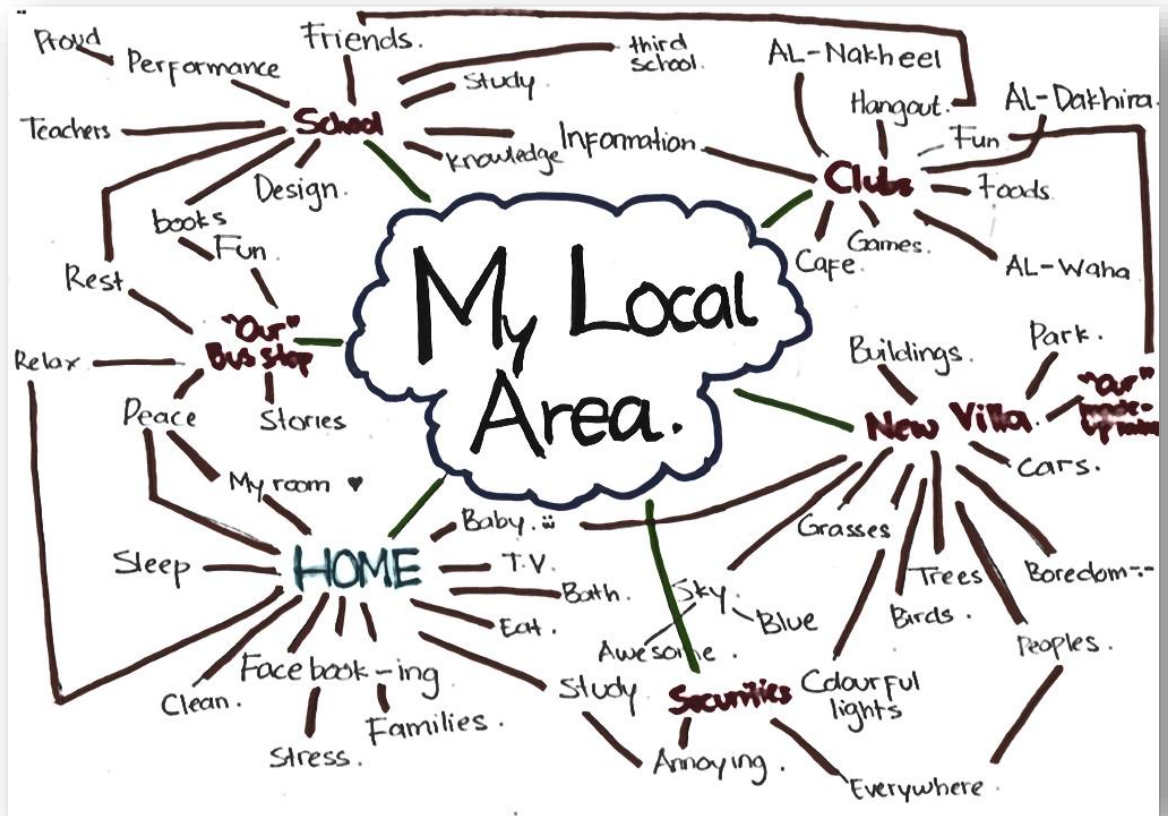 Proud
Performance
Friends.
third
school.
Study.
School
Teachers
Knowledge
Design.
books
Fun.
Rest
Information
AL-Nakheel
Hangout.
AL-Dakhira.
Fun
Clubs
Foods.
Games.
Cafe.
AL-Waha
My Local
Area.
"Our"
Bus stop
Relax
Peace
Stories
My room ♥
Buildings.
Park.
"Our"
New Villa.
Cars.
Grasses
Trees
Birds.
Boredom-.-
Peoples.
Baby.
HOME
Sleep
T.V.
Bath.
Eat.
Sky.
Blue
Awesome.
Study
Facebook-ing
Clean.
Families.
Stress.
Securities
Colourful
lights
Annoying.
Everywhere.